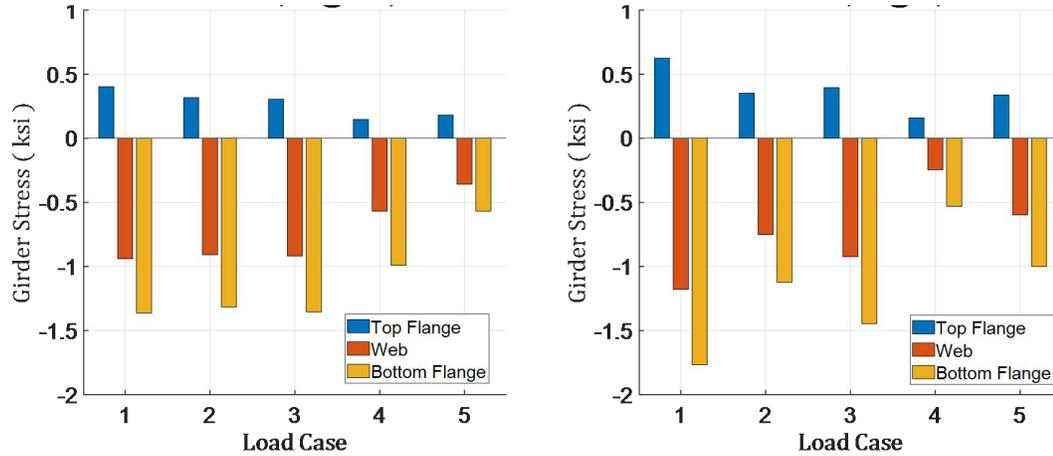 1
0.5
0
-0.5
-1
-1.5
-2
Girder Stress ( ksi )
Top Flange
Web
Bottom Flange
1 2 3 4 5
Load Case
1
0.5
0
-0.5
-1
-1.5
-2
Girder Stress ( ksi )
Top Flange
Web
Bottom Flange
1 2 3 4 5
Load Case